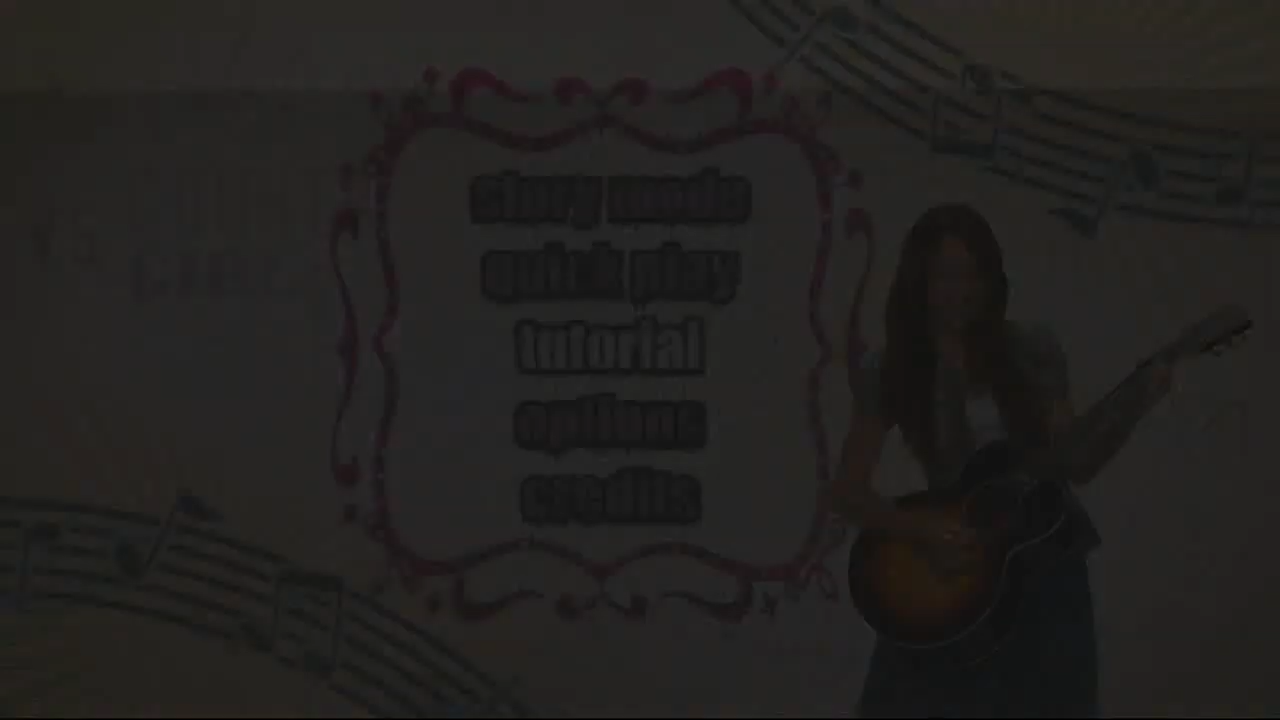 story mode
quick play
tutorial
options
credits